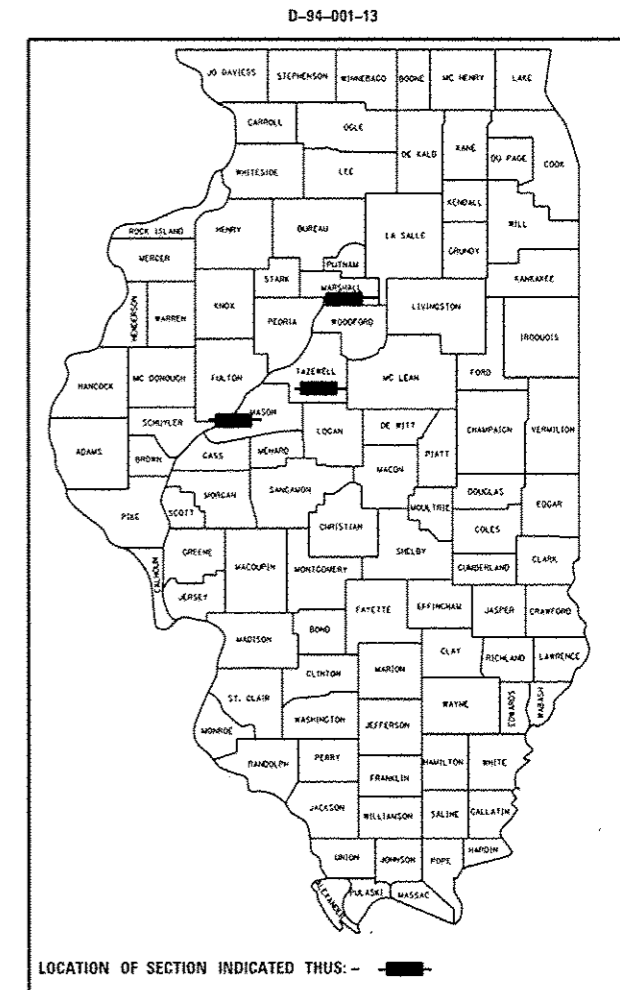 D-94-001-13
JO DAVIESS STEPHENSON WINNEBAGO BOONE MC HENRY LAKE
CARROLL OGLE
DE KALB KANE DU PAGE COOK
WHITESIDE LEE
KENDALL
ROCK ISLAND HENRY BUREAU LA SALLE WILL
MERCER PUTNAM GRUNDY
STARK MARSHALL KANKAKEE
HENDERSON WARREN KNOX PEORIA WOODFORD LIVINGSTON
IROQUOIS
HANCOCK MC DONOUGH FULTON TAZEWELL MC LEAN FORD
SCHUYLER MASON LOGAN DE WITT CHAMPAIGN VERMILION
ADAMS BROWN CASS MENARD PIATT
MACON
PIKE SCOTT MORGAN SANGAMON MOULTRIE DOUGLAS EDGAR
CHRISTIAN COLES
GREENE MACOUPIN MONTGOMERY SHELBY CUMBERLAND CLARK
CALHOUN JERSEY
FAYETTE EFFINGHAM JASPER CRAWFORD
MADISON BOND
CLAY RICHLAND LAWRENCE
CLINTON MARION
ST. CLAIR WAYNE EDWARDS WABASH
MONROE WASHINGTON JEFFERSON
RANDOLPH PERRY HAMILTON WHITE
FRANKLIN
JACKSON WILLIAMSON SALINE GALLATIN
UNION JOHNSON POPE HARDIN
ALEXANDER PULASKI MASSAC
LOCATION OF SECTION INDICATED THUS: -